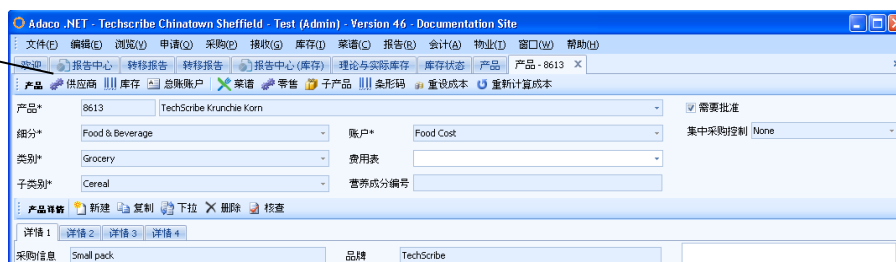 Adaco .NET - Techscribe Chinatown Sheffield - Test (Admin) - Version 46 - Documentation Site
文件(F) 编辑(E) 浏览(V) 申请(Q) 采购(P) 接收(G) 库存(I) 菜谱(C) 报告(R) 会计(A) 物业(T) 窗口(W) 帮助(H)
欢迎 报告中心 转移报告 转移报告 报告中心(库存) 理论与实际库存 库存状态 产品 产品 - 8613 X
产品 供应商 库存 总账账户 菜谱 零售 子产品 条形码 重设成本 重新计算成本
产品* 8613 TechScribe Krunchie Korn 需要批准
细分* Food & Beverage 账户* Food Cost 集中采购控制 None
类别* Grocery 费用表
子类别* Cereal 营养成分编号
产品详情 新建 复制 下拉 删除 核查
详情 1 详情 2 详情 3 详情 4
采购信息 Small pack 品牌 TechScribe